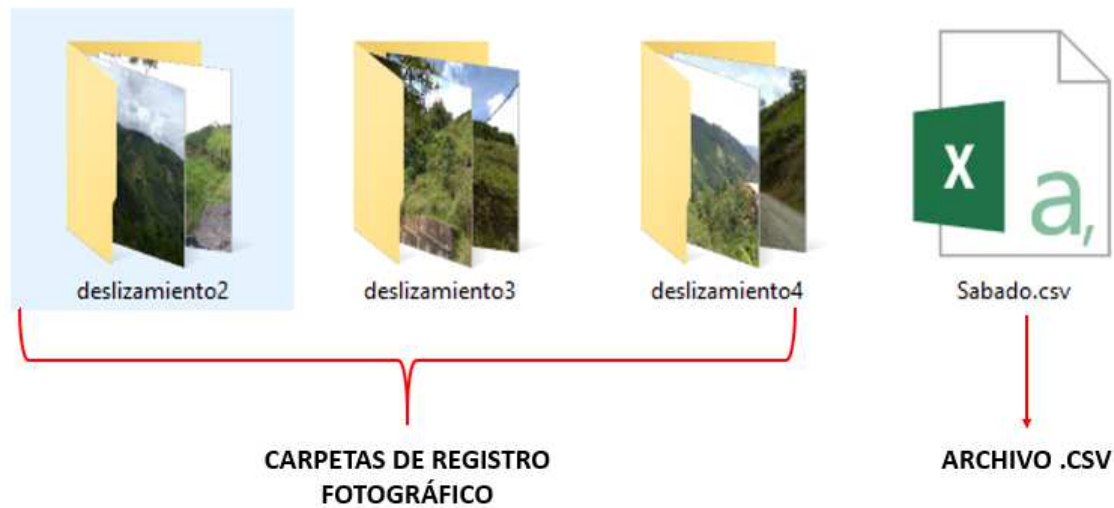 deslizamiento2
deslizamiento3
deslizamiento4
X
a,
Sabado.csv
CARPETAS DE REGISTRO
FOTOGRÁFICO
ARCHIVO .CSV